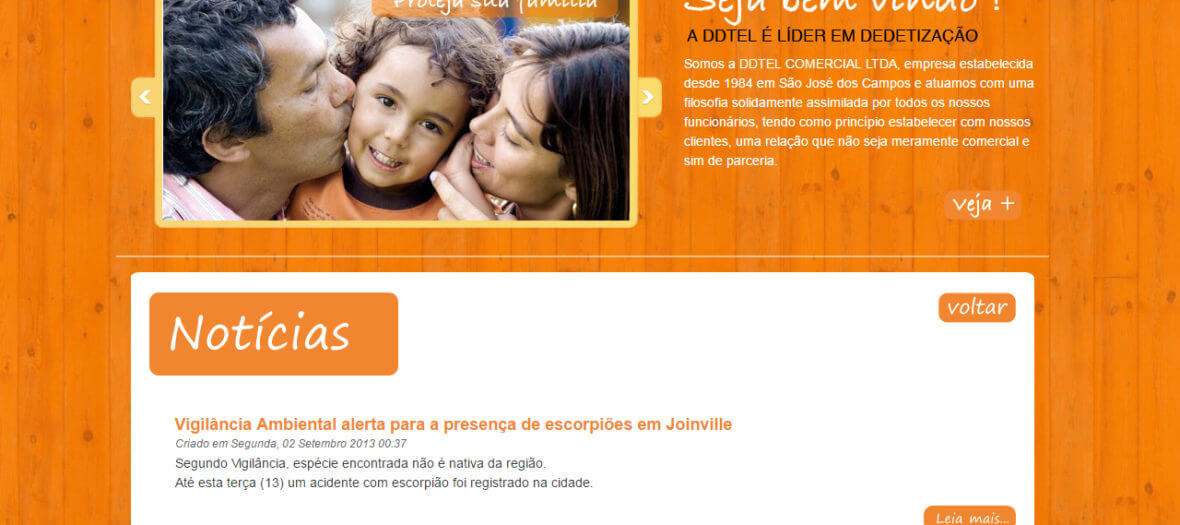 Proteja sua família
Seja bem vindo !
A DDTEL É LÍDER EM DEDETIZAÇÃO
Somos a DDTEL COMERCIAL LTDA, empresa estabelecida
desde 1984 em São José dos Campos e atuamos com uma
filosofia solidamente assimilada por todos os nossos
funcionários, tendo como princípio estabelecer com nossos
clientes, uma relação que não seja meramente comercial e
sim de parceria.
Veja +
Notícias
voltar
Vigilância Ambiental alerta para a presença de escorpiões em Joinville
Criado em Segunda, 02 Setembro 2013 00:37
Segundo Vigilância, espécie encontrada não é nativa da região.
Até esta terça (13) um acidente com escorpião foi registrado na cidade.
Leia mais...